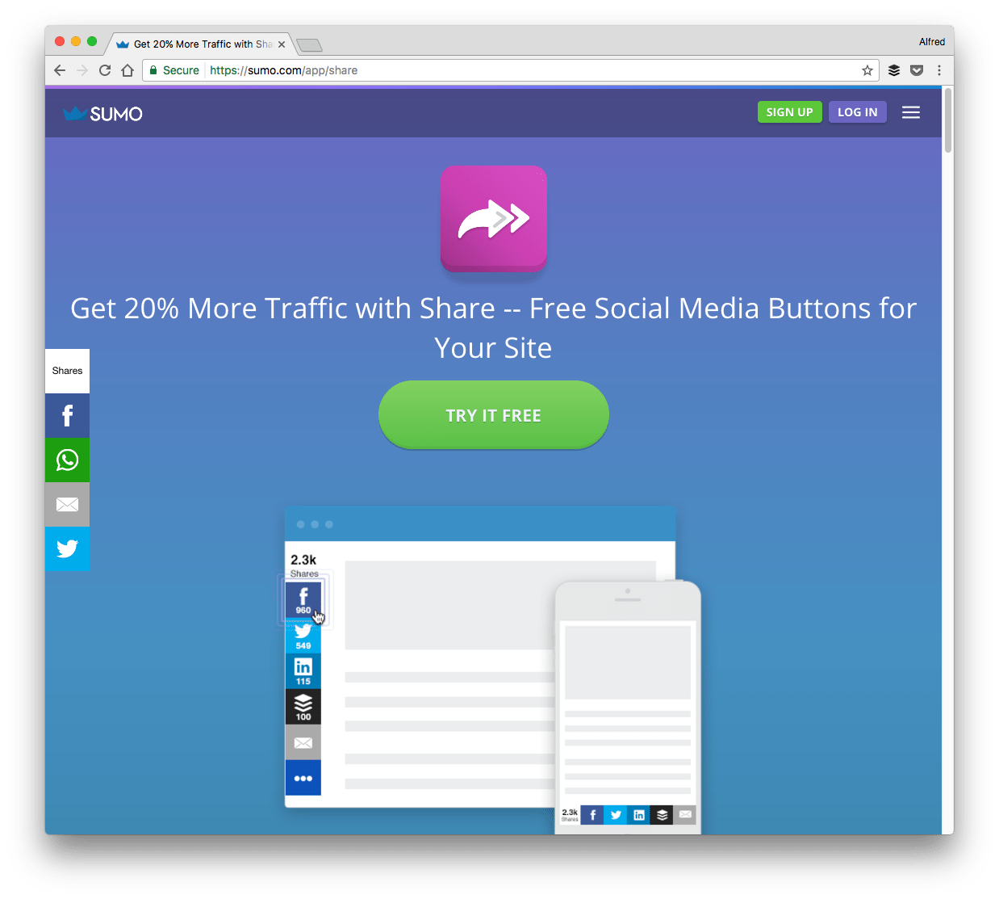 Get 20% More Traffic with Sha
Alfred
Secure
https://sumo.com/app/share
SUMO
SIGN UP
LOG IN
Get 20% More Traffic with Share -- Free Social Media Buttons for
Your Site
TRY IT FREE
Shares
2.3k
Shares
960
549
in
115
100
2.3k
Shares
in